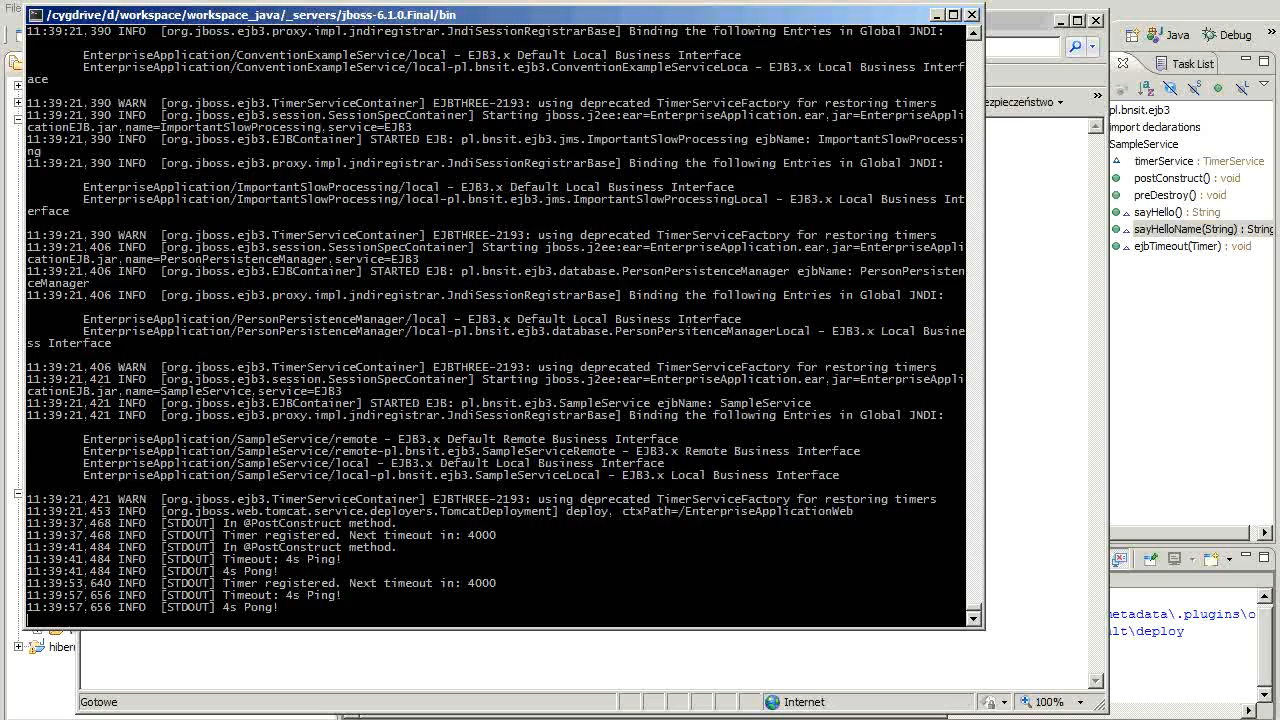 /cygdrive/d/workspace/workspace_java/_servers/jboss-6.1.0.Final/bin
11:39:21,390 INFO  [org.jboss.ejb3.proxy.impl.jndiregistrar.JndiSessionRegistrarBase] Binding the following Entries in Global JNDI:
EnterpriseApplication/ConventionExampleService/local - EJB3.x Default Local Business Interface
EnterpriseApplication/ConventionExampleService/local-pl.bnsit.ejb3.ConventionExampleServiceLoca - EJB3.x Local Business Interf
ace
11:39:21,390 WARN  [org.jboss.ejb3.TimerServiceContainer] EJBTHREE-2193: using deprecated TimerServiceFactory for restoring timers
11:39:21,390 INFO  [org.jboss.ejb3.session.SessionSpecContainer] Starting jboss.j2ee:ear=EnterpriseApplication.ear,jar=EnterpriseAppli
cationEJB.jar,name=ImportantSlowProcessing,service=EJB3
11:39:21,390 INFO  [org.jboss.ejb3.EJBContainer] STARTED EJB: pl.bnsit.ejb3.jms.ImportantSlowProcessing ejbName: ImportantSlowProcessi
ng
11:39:21,390 INFO  [org.jboss.ejb3.proxy.impl.jndiregistrar.JndiSessionRegistrarBase] Binding the following Entries in Global JNDI:
EnterpriseApplication/ImportantSlowProcessing/local - EJB3.x Default Local Business Interface
EnterpriseApplication/ImportantSlowProcessing/local-pl.bnsit.ejb3.jms.ImportantSlowProcessingLocal - EJB3.x Local Business Int
erface
11:39:21,390 WARN  [org.jboss.ejb3.TimerServiceContainer] EJBTHREE-2193: using deprecated TimerServiceFactory for restoring timers
11:39:21,406 INFO  [org.jboss.ejb3.session.SessionSpecContainer] Starting jboss.j2ee:ear=EnterpriseApplication.ear,jar=EnterpriseAppli
cationEJB.jar,name=PersonPersistenceManager,service=EJB3
11:39:21,406 INFO  [org.jboss.ejb3.EJBContainer] STARTED EJB: pl.bnsit.ejb3.database.PersonPersistenceManager ejbName: PersonPersisten
ceManager
11:39:21,406 INFO  [org.jboss.ejb3.proxy.impl.jndiregistrar.JndiSessionRegistrarBase] Binding the following Entries in Global JNDI:
EnterpriseApplication/PersonPersistenceManager/local - EJB3.x Default Local Business Interface
EnterpriseApplication/PersonPersistenceManager/local-pl.bnsit.ejb3.database.PersonPersitenceManagerLocal - EJB3.x Local Busine
ss Interface
11:39:21,406 WARN  [org.jboss.ejb3.TimerServiceContainer] EJBTHREE-2193: using deprecated TimerServiceFactory for restoring timers
11:39:21,421 INFO  [org.jboss.ejb3.session.SessionSpecContainer] Starting jboss.j2ee:ear=EnterpriseApplication.ear,jar=EnterpriseAppli
cationEJB.jar,name=SampleService,service=EJB3
11:39:21,421 INFO  [org.jboss.ejb3.EJBContainer] STARTED EJB: pl.bnsit.ejb3.SampleService ejbName: SampleService
11:39:21,421 INFO  [org.jboss.ejb3.proxy.impl.jndiregistrar.JndiSessionRegistrarBase] Binding the following Entries in Global JNDI:
EnterpriseApplication/SampleService/remote - EJB3.x Default Remote Business Interface
EnterpriseApplication/SampleService/remote-pl.bnsit.ejb3.SampleServiceRemote - EJB3.x Remote Business Interface
EnterpriseApplication/SampleService/local - EJB3.x Default Local Business Interface
EnterpriseApplication/SampleService/local-pl.bnsit.ejb3.SampleServiceLocal - EJB3.x Local Business Interface
11:39:21,421 WARN  [org.jboss.ejb3.TimerServiceContainer] EJBTHREE-2193: using deprecated TimerServiceFactory for restoring timers
11:39:21,453 INFO  [org.jboss.web.tomcat.service.deployers.TomcatDeployment] deploy, ctxPath=/EnterpriseApplicationWeb
11:39:37,468 INFO  [STDOUT] In @PostConstruct method.
11:39:37,468 INFO  [STDOUT] Timer registered. Next timeout in: 4000
11:39:41,484 INFO  [STDOUT] In @PostConstruct method.
11:39:41,484 INFO  [STDOUT] Timeout: 4s Ping!
11:39:41,484 INFO  [STDOUT] 4s Pong!
11:39:53,640 INFO  [STDOUT] Timer registered. Next timeout in: 4000
11:39:57,656 INFO  [STDOUT] Timeout: 4s Ping!
11:39:57,656 INFO  [STDOUT] 4s Pong!
File
Java
Debug
Task List
ezpieczeństwo
pl.bnsit.ejb3
import declarations
SampleService
timerService : TimerService
postConstruct() : void
preDestroy() : void
sayHello() : String
sayHelloName(String) : String
ejbTimeout(Timer) : void
etadata\.plugins\o
ult\deploy
hibern
Gotowe
Internet
100%